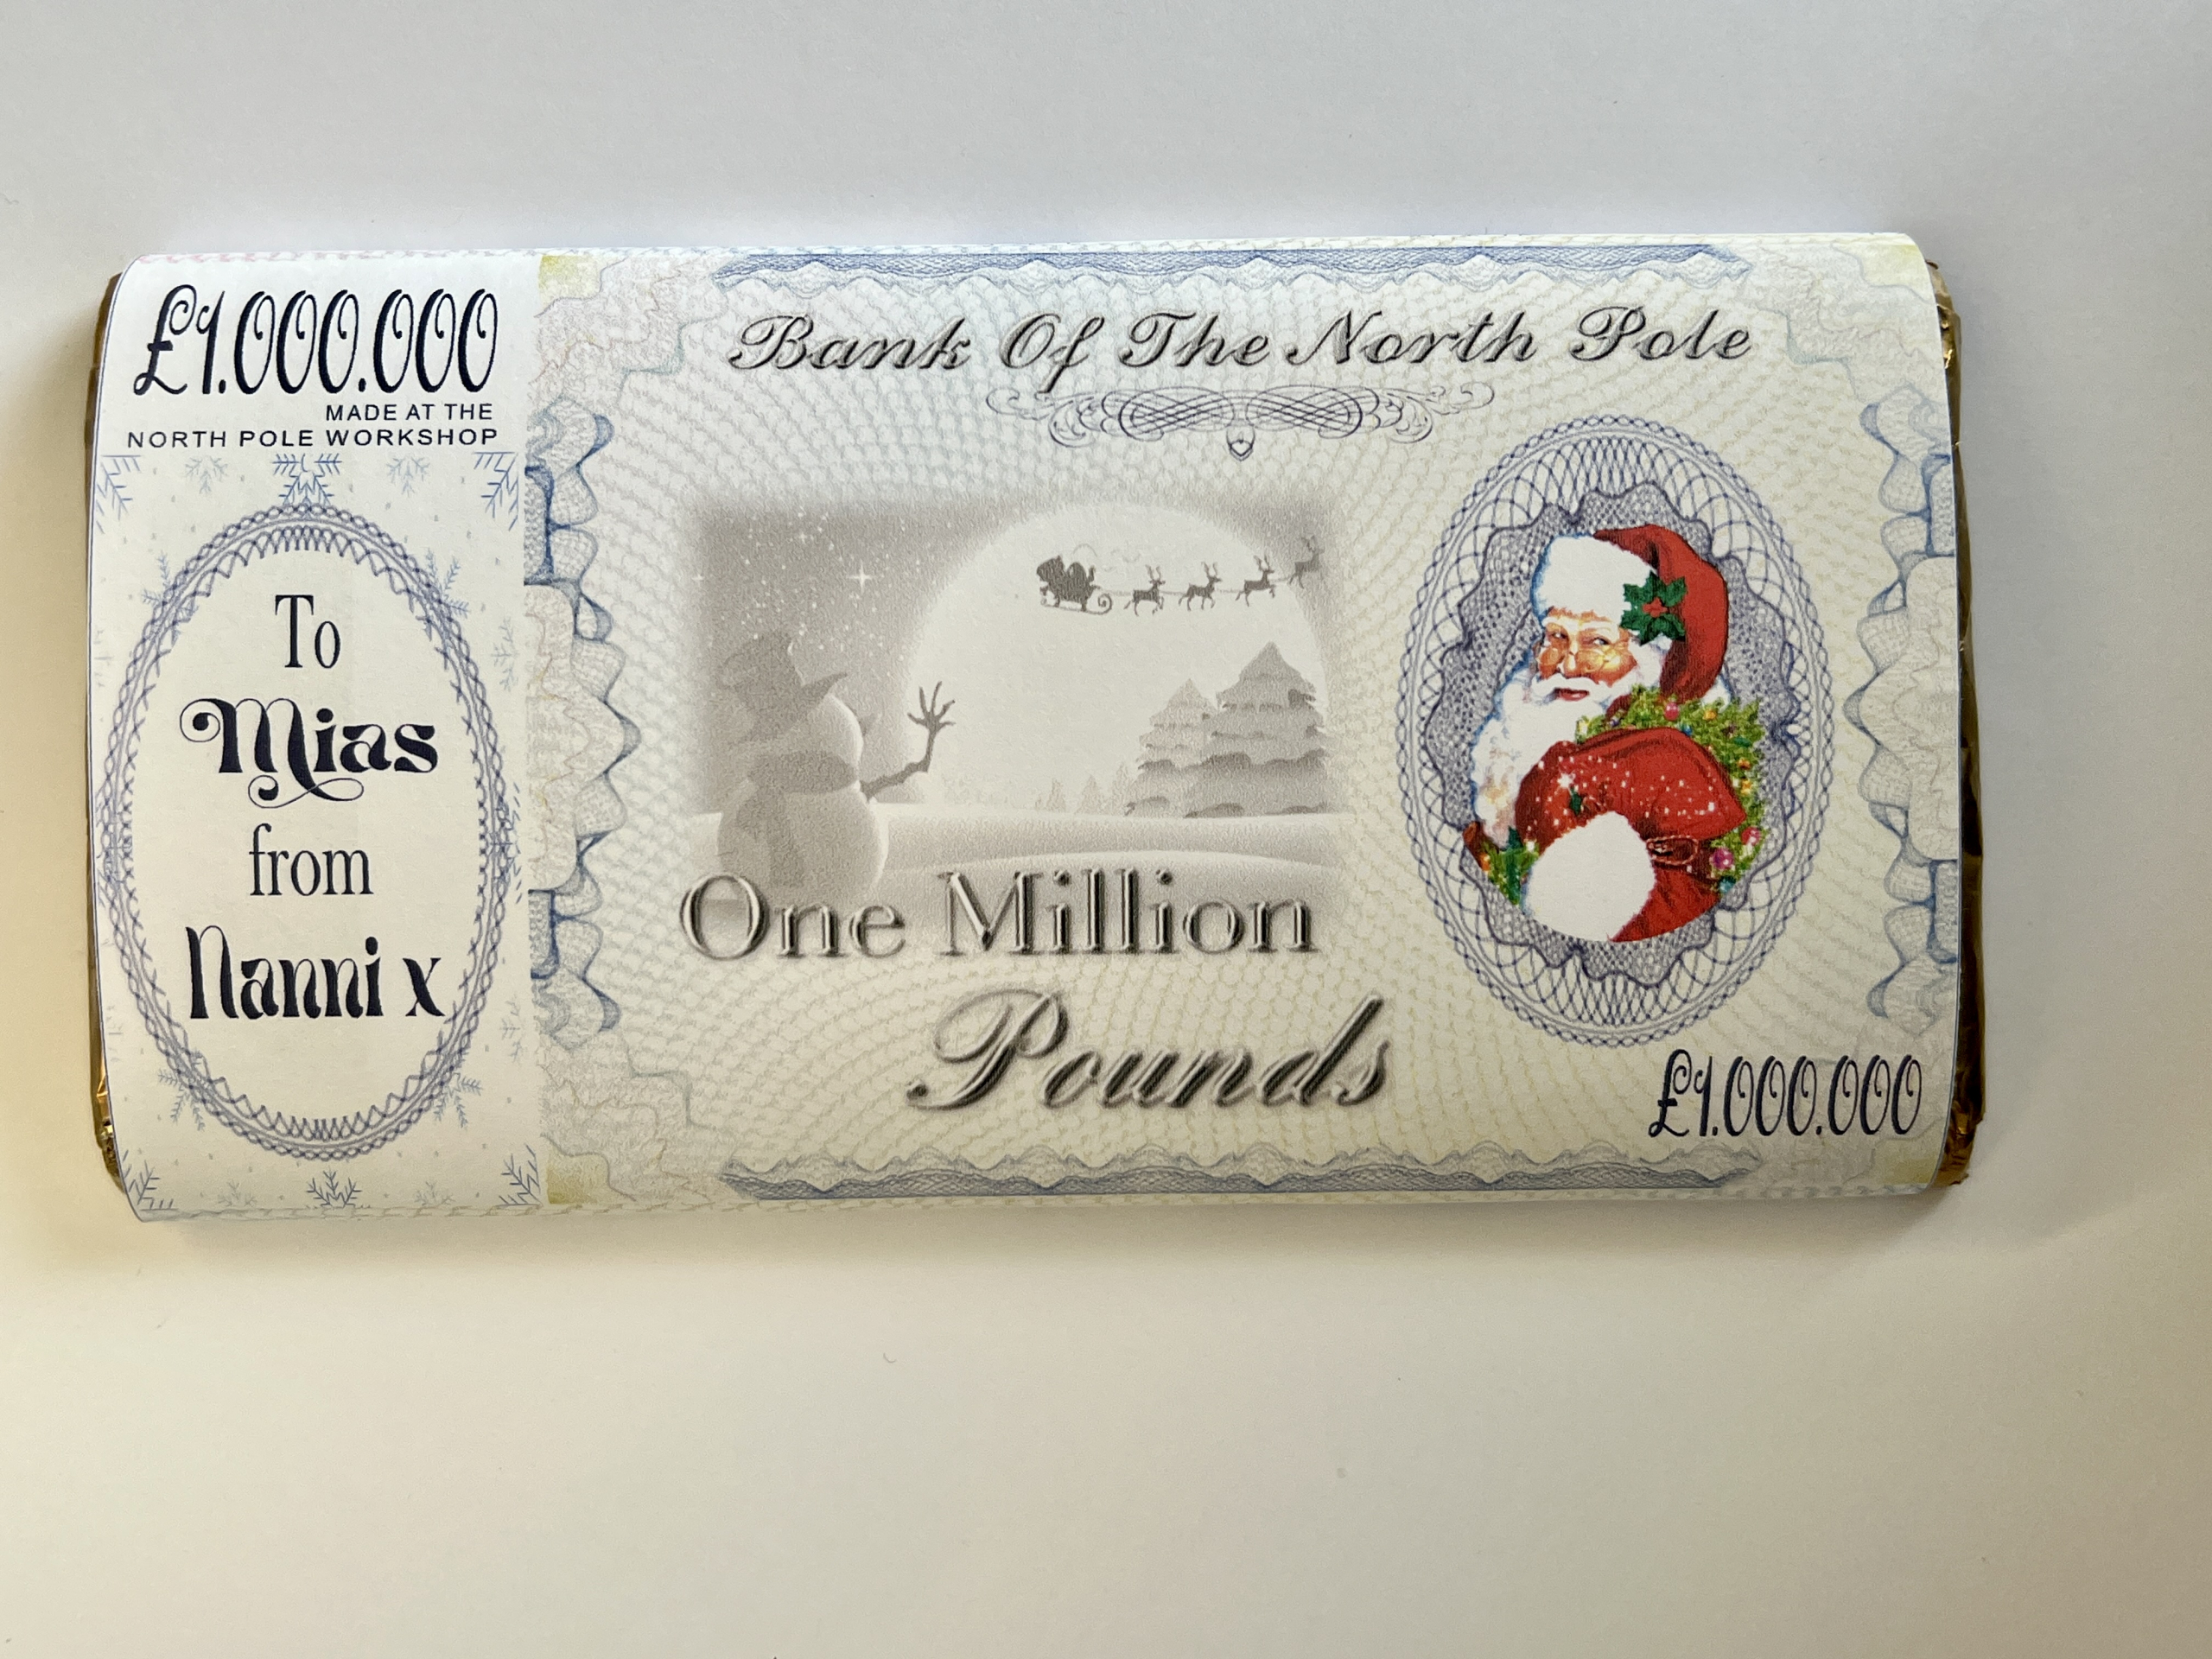 £1.000.000
MADE AT THE
NORTH POLE WORKSHOP
To
Mias
from
Nanni x
Bank Of The North Pole
One Million
Pounds
£1.000.000